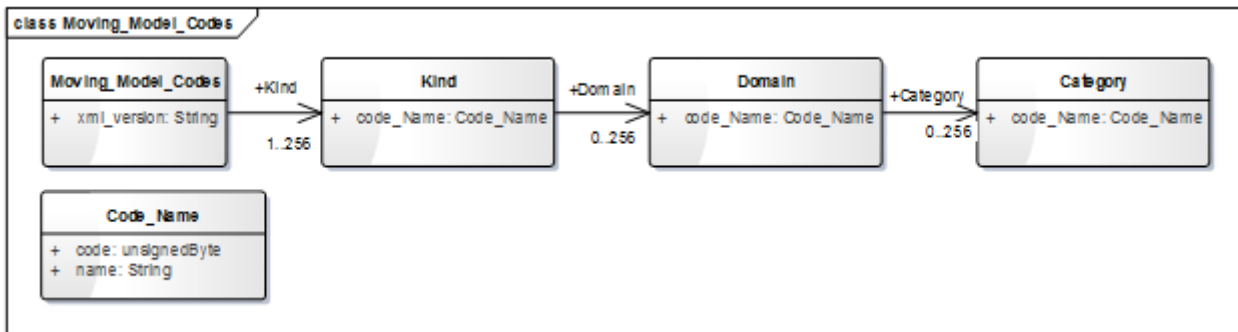 class Moving_Model_Codes
Moving_Model_Codes
+ xml_version: String
+Kind
1..256
Kind
+ code_Name: Code_Name
+Domain
0..256
Domain
+ code_Name: Code_Name
+Category
0..256
Category
+ code_Name: Code_Name
Code_Name
+ code: unsignedByte
+ name: String